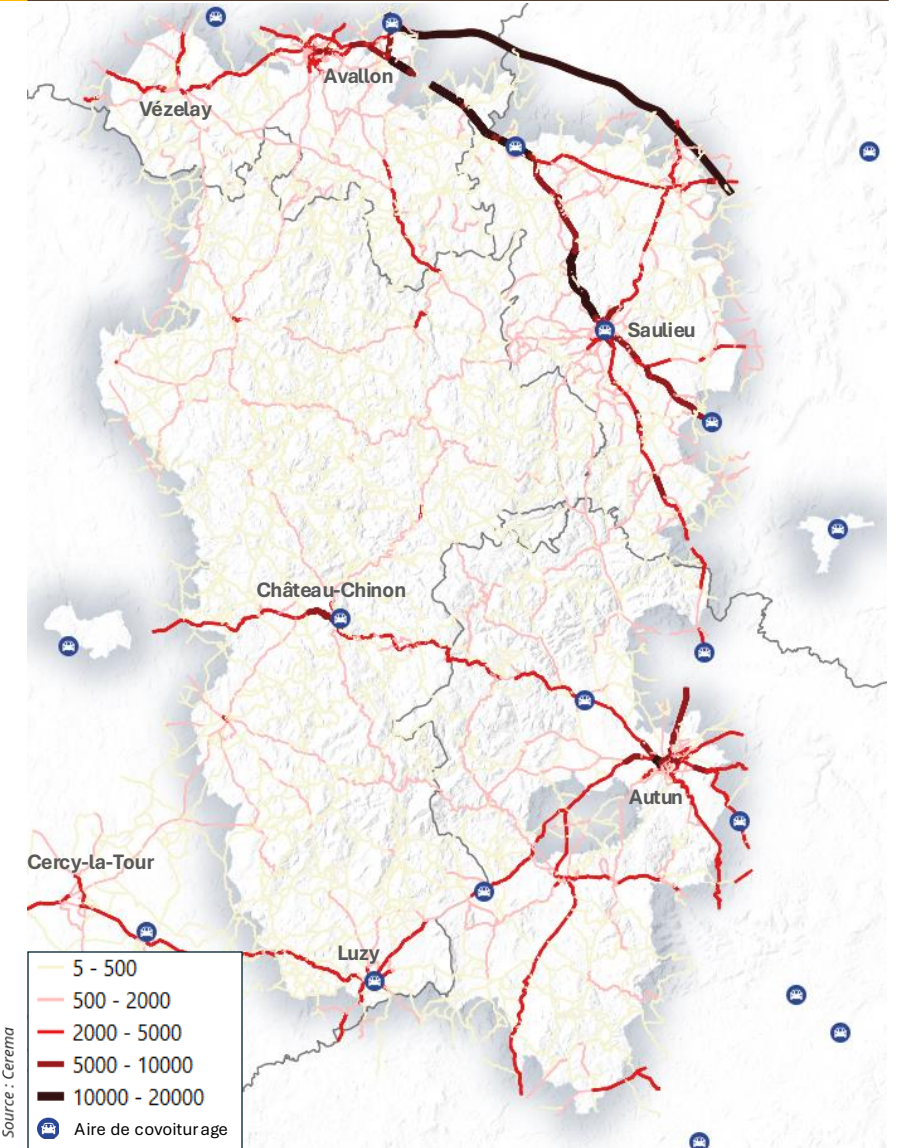 Avallon
Vézelay
Saulieu
Château-Chinon
Autun
Cercy-la-Tour
Luzy
5 - 500
500 - 2000
2000 - 5000
5000 - 10000
10000 - 20000
Aire de covoiturage
Source : Cerema